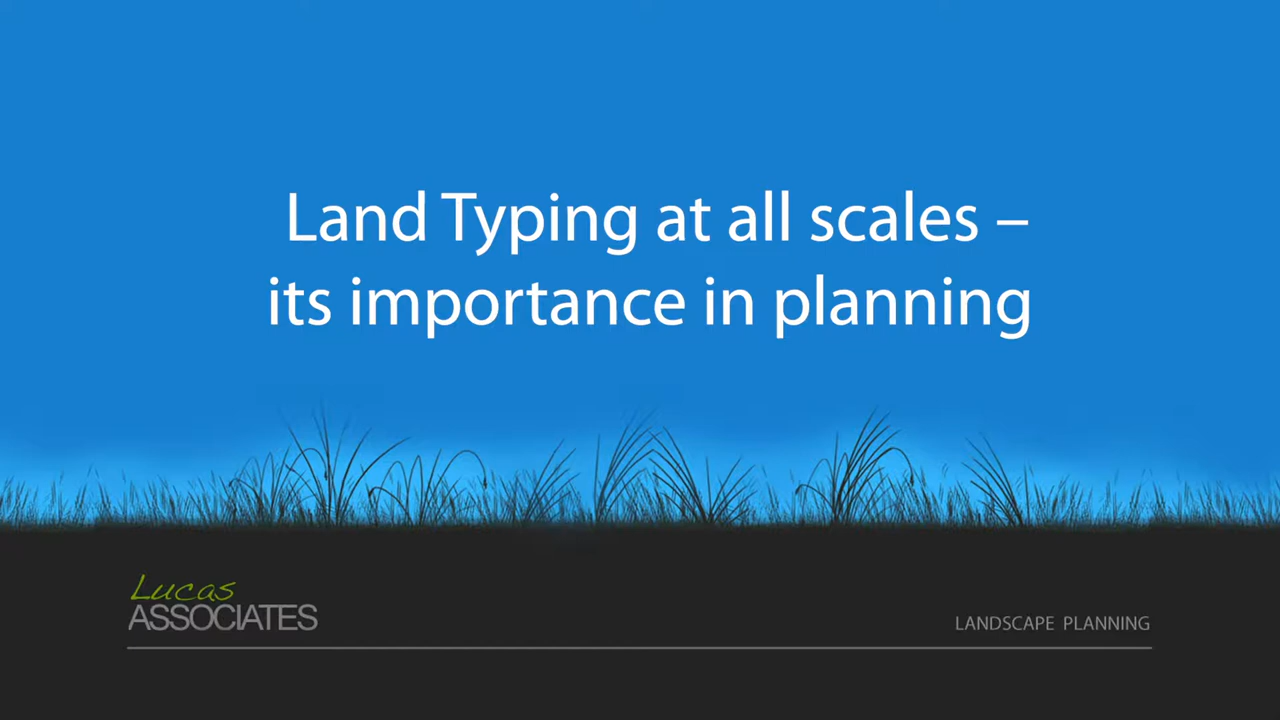 Land Typing at all scales –
its importance in planning
Lucas
ASSOCIATES
LANDSCAPE PLANNING